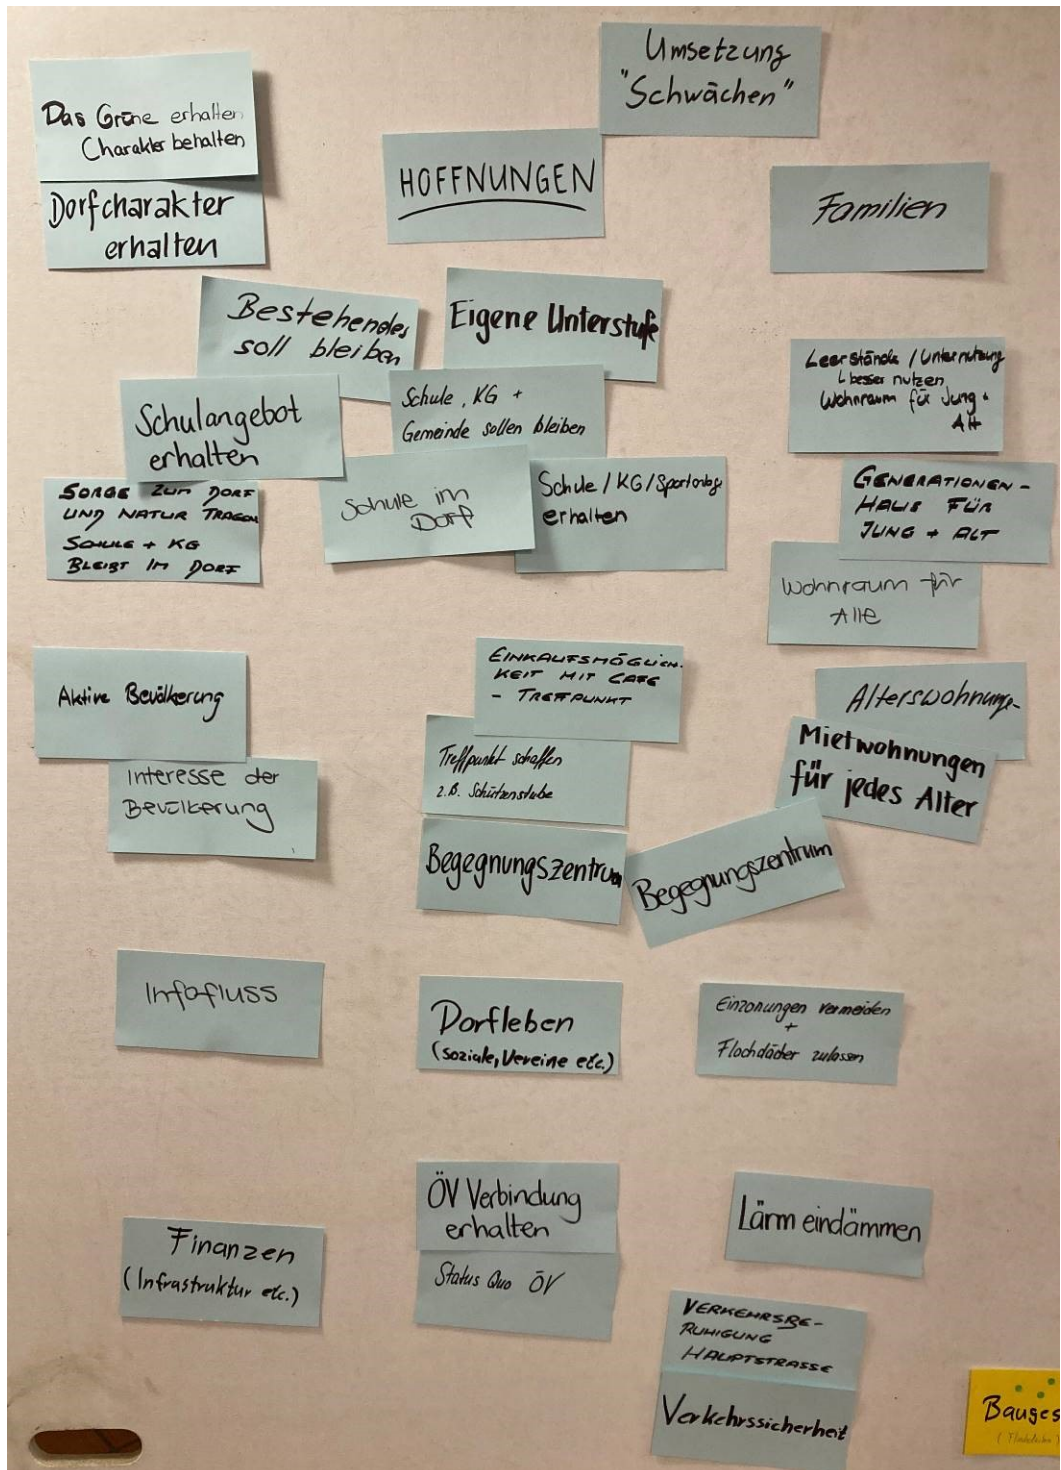 Umsetzung
"Schwächen"
Das Grüne erhalten
Charakter behalten
Dorfcharakter
erhalten
HOFFNUNGEN
Familien
Bestehendes
soll bleiben
Eigene Unterstufe
Schulangebot
erhalten
Schule, KG +
Gemeinde sollen bleiben
Leerstände / Unternutzung
besser nutzen
Wohnraum für Jung +
Alt
SORGE ZUM DORF
UND NATUR TRAGEN
SCHULE + KG
BLEIBT IM DORF
Schule im
Dorf
Schule / KG / Sportanlage
erhalten
GENERATIONEN-
HAUS FÜR
JUNG + ALT
Wohnraum für
Alle
Aktive Bevölkerung
Interesse der
Bevölkerung
EINKAUFSMÖGLICH-
KEIT MIT CAFE
- TREFFPUNKT
Treffpunkt schaffen
z.B. Schützenstube
Begegnungszentrum
Begegnungszentrum
Alterswohnunge-
Mietwohnungen
für jedes Alter
Infofluss
Dorfleben
(soziale, Vereine etc.)
Einzonungen vermeiden
+
Flachdächer zulassen
Finanzen
(Infrastruktur etc.)
ÖV Verbindung
erhalten
Status Quo ÖV
Lärm eindämmen
VERKEHRSBE-
RUHIGUNG
HAUPTSTRASSE
Verkehrssicherheit
Bauges